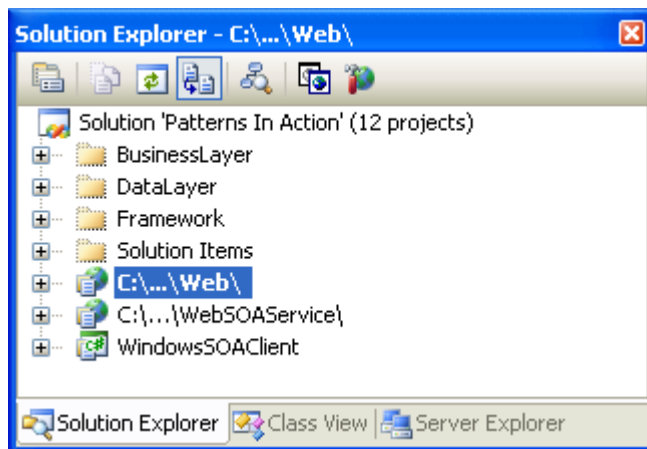 Solution Explorer - C:\...\Web\
Solution 'Patterns In Action' (12 projects)
BusinessLayer
DataLayer
Framework
Solution Items
C:\...\Web\
C:\...\WebSOAService\
WindowsSOAClient
Solution Explorer Class View Server Explorer